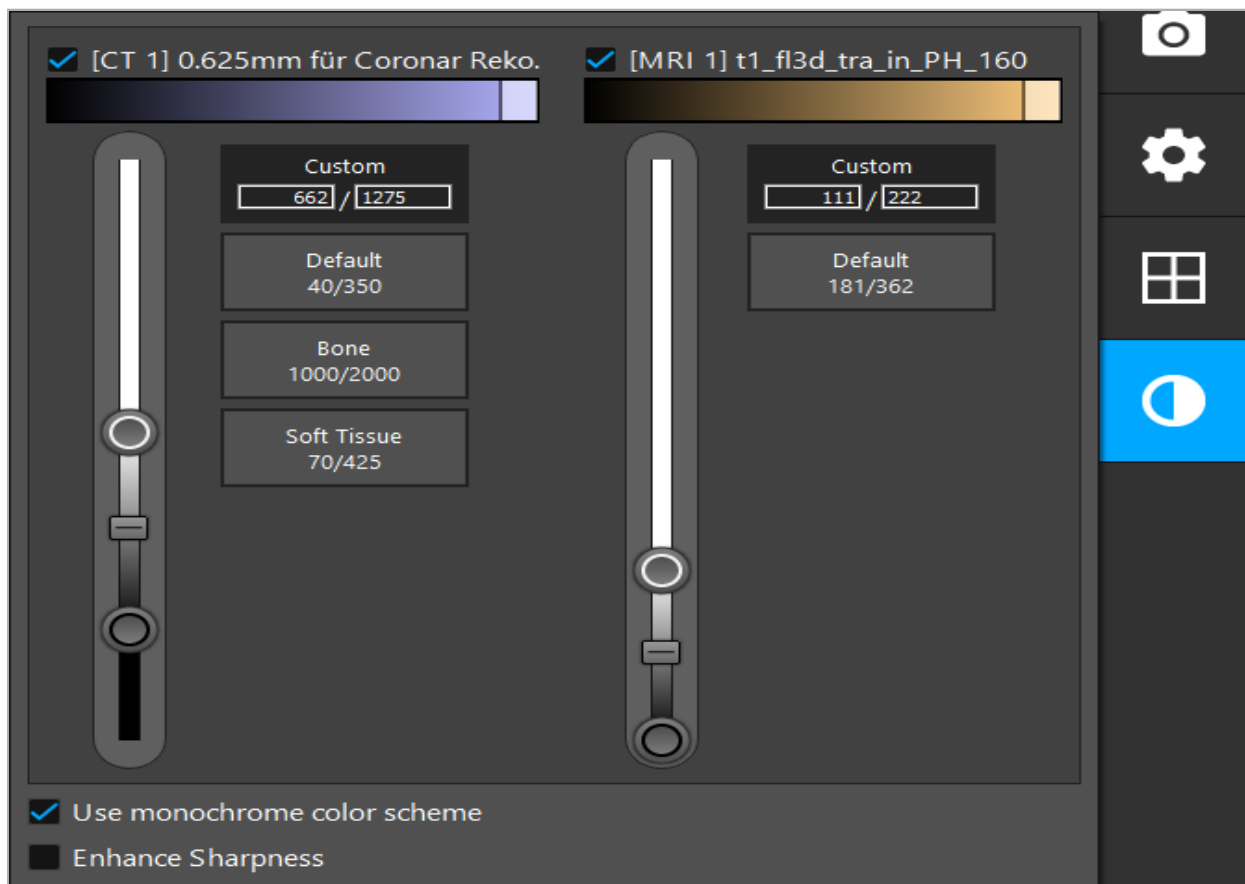 [CT 1] 0.625mm für Coronar Reko.
Custom
662 / 1275
Default
40/350
Bone
1000/2000
Soft Tissue
70/425
[MRI 1] t1_fl3d_tra_in_PH_160
Custom
111 / 222
Default
181/362
Use monochrome color scheme
Enhance Sharpness